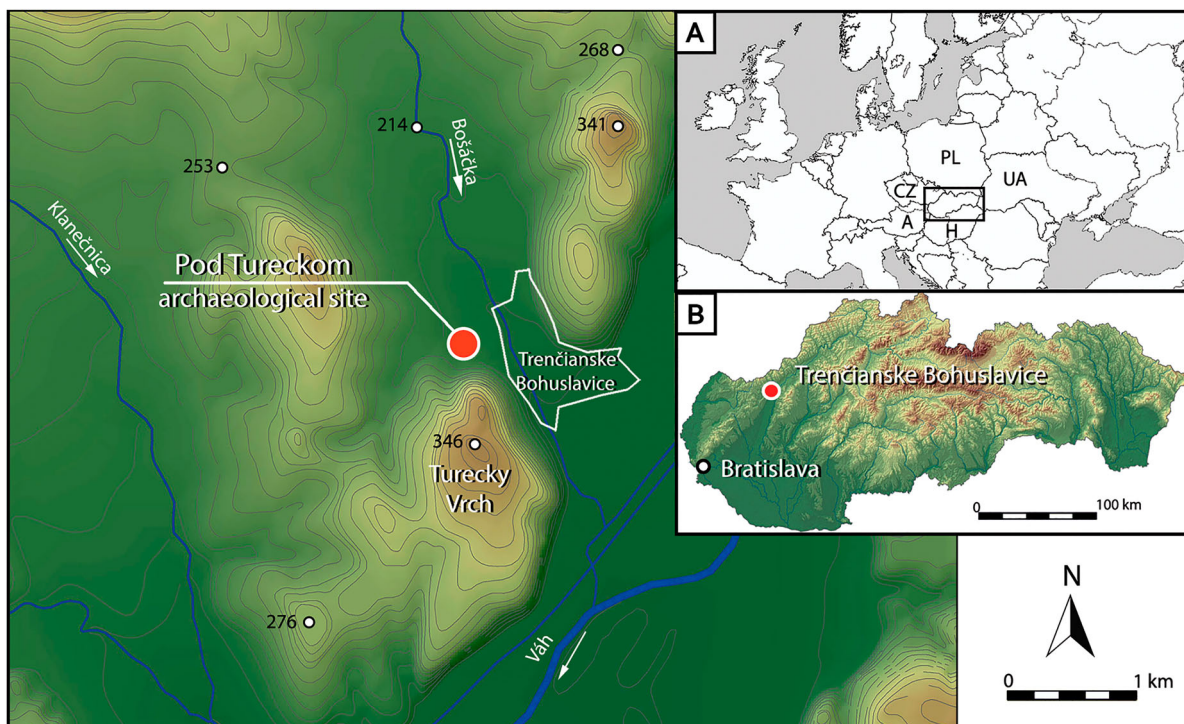 268
214
341
Bošáčka
253
Klanečnica
Pod Tureckom
archaeological site
Trenčianske
Bohuslavice
346
Turecky
Vrch
276
Váh
A
PL
UA
CZ
A
H
B
Trenčianske Bohuslavice
Bratislava
0 100 km
N
0 1 km